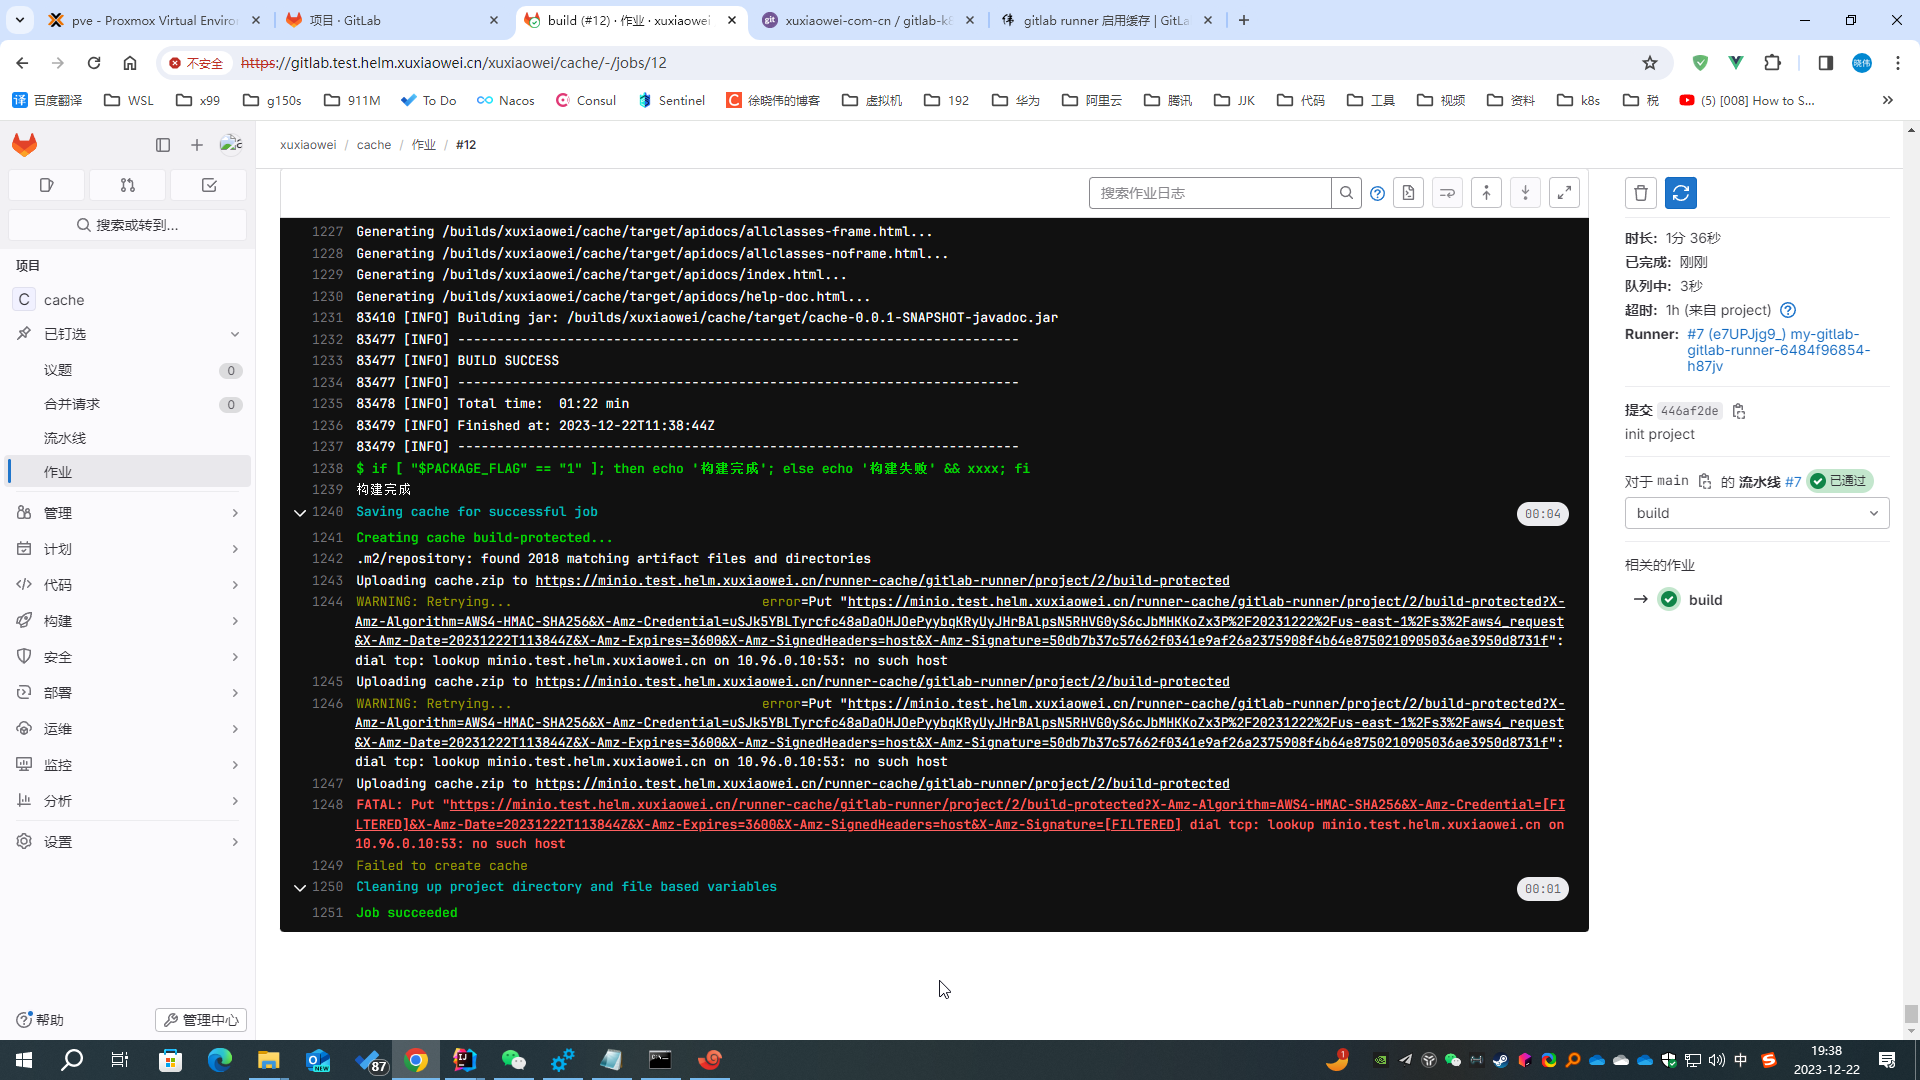 pve - Proxmox Virtual Enviro
项目 · GitLab
build (#12) · 作业 · xuxiaowei
xuxiaowei-com-cn / gitlab-k8
gitlab runner 启用缓存 | GitLa
不安全
https://gitlab.test.helm.xuxiaowei.cn/xuxiaowei/cache/-/jobs/12
晓伟
译 百度翻译
WSL
x99
g150s
911M
To Do
Nacos
Consul
Sentinel
C 徐晓伟的博客
虚拟机
192
华为
阿里云
腾讯
JJK
代码
工具
视频
资料
k8s
税
(5) [008] How to S...
xuxiaowei / cache / 作业 / #12
搜索或转到...
项目
C cache
已钉选
议题 0
合并请求 0
流水线
作业
管理
计划
代码
构建
安全
部署
运维
监控
分析
设置
帮助
管理中心
搜索作业日志
1227 Generating /builds/xuxiaowei/cache/target/apidocs/allclasses-frame.html...
1228 Generating /builds/xuxiaowei/cache/target/apidocs/allclasses-noframe.html...
1229 Generating /builds/xuxiaowei/cache/target/apidocs/index.html...
1230 Generating /builds/xuxiaowei/cache/target/apidocs/help-doc.html...
1231 83410 [INFO] Building jar: /builds/xuxiaowei/cache/target/cache-0.0.1-SNAPSHOT-javadoc.jar
1232 83477 [INFO] ------------------------------------------------------------------------
1233 83477 [INFO] BUILD SUCCESS
1234 83477 [INFO] ------------------------------------------------------------------------
1235 83478 [INFO] Total time:  01:22 min
1236 83479 [INFO] Finished at: 2023-12-22T11:38:44Z
1237 83479 [INFO] ------------------------------------------------------------------------
1238 $ if [ "$PACKAGE_FLAG" == "1" ]; then echo '构建完成'; else echo '构建失败' && xxxx; fi
1239 构建完成
1240 Saving cache for successful job 00:04
1241 Creating cache build-protected...
1242 .m2/repository: found 2018 matching artifact files and directories
1243 Uploading cache.zip to https://minio.test.helm.xuxiaowei.cn/runner-cache/gitlab-runner/project/2/build-protected
1244 WARNING: Retrying... error=Put "https://minio.test.helm.xuxiaowei.cn/runner-cache/gitlab-runner/project/2/build-protected?X-
Amz-Algorithm=AWS4-HMAC-SHA256&X-Amz-Credential=uSJk5YBLTyrcfc48aDaOHJOePyybqKRyUyJHrBAlpsN5RHVG0yS6cJbMHKKoZx3P%2F20231222%2Fus-east-1%2Fs3%2Faws4_request
&X-Amz-Date=20231222T113844Z&X-Amz-Expires=3600&X-Amz-SignedHeaders=host&X-Amz-Signature=50db7b37c57662f0341e9af26a2375908f4b64e8750210905036ae3950d8731f":
dial tcp: lookup minio.test.helm.xuxiaowei.cn on 10.96.0.10:53: no such host
1245 Uploading cache.zip to https://minio.test.helm.xuxiaowei.cn/runner-cache/gitlab-runner/project/2/build-protected
1246 WARNING: Retrying... error=Put "https://minio.test.helm.xuxiaowei.cn/runner-cache/gitlab-runner/project/2/build-protected?X-
Amz-Algorithm=AWS4-HMAC-SHA256&X-Amz-Credential=uSJk5YBLTyrcfc48aDaOHJOePyybqKRyUyJHrBAlpsN5RHVG0yS6cJbMHKKoZx3P%2F20231222%2Fus-east-1%2Fs3%2Faws4_request
&X-Amz-Date=20231222T113844Z&X-Amz-Expires=3600&X-Amz-SignedHeaders=host&X-Amz-Signature=50db7b37c57662f0341e9af26a2375908f4b64e8750210905036ae3950d8731f":
dial tcp: lookup minio.test.helm.xuxiaowei.cn on 10.96.0.10:53: no such host
1247 Uploading cache.zip to https://minio.test.helm.xuxiaowei.cn/runner-cache/gitlab-runner/project/2/build-protected
1248 FATAL: Put "https://minio.test.helm.xuxiaowei.cn/runner-cache/gitlab-runner/project/2/build-protected?X-Amz-Algorithm=AWS4-HMAC-SHA256&X-Amz-Credential=[FI
LTERED]&X-Amz-Date=20231222T113844Z&X-Amz-Expires=3600&X-Amz-SignedHeaders=host&X-Amz-Signature=[FILTERED] dial tcp: lookup minio.test.helm.xuxiaowei.cn on
10.96.0.10:53: no such host
1249 Failed to create cache
1250 Cleaning up project directory and file based variables 00:01
1251 Job succeeded
时长: 1分 36秒
已完成: 刚刚
队列中: 3秒
超时: 1h (来自 project)
Runner: #7 (e7UPJjg9_) my-gitlab-
gitlab-runner-6484f96854-
h87jv
提交 446af2de
init project
对于 main 的 流水线 #7 已通过
build
相关的作业
build
87
1
中
19:38
2023-12-22